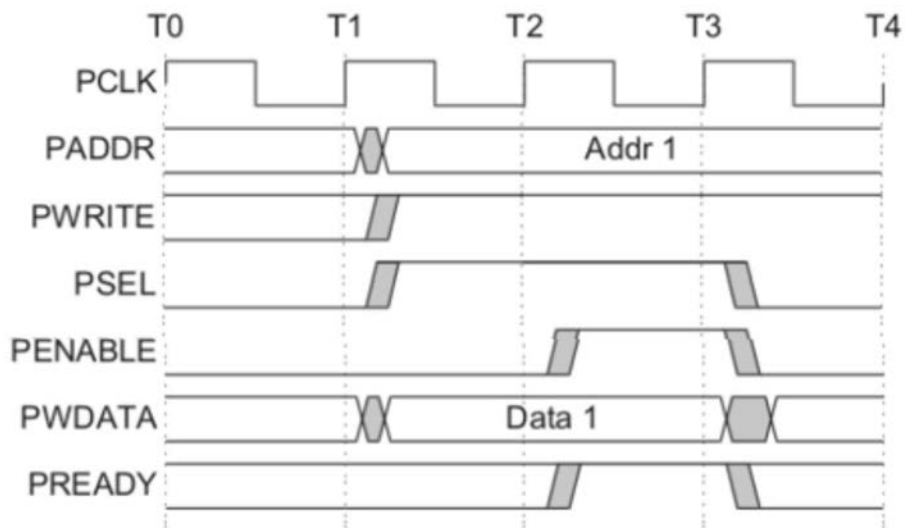 T0 T1 T2 T3 T4
PCLK
PADDR Addr 1
PWRITE
PSEL
PENABLE
PWDATA Data 1
PREADY